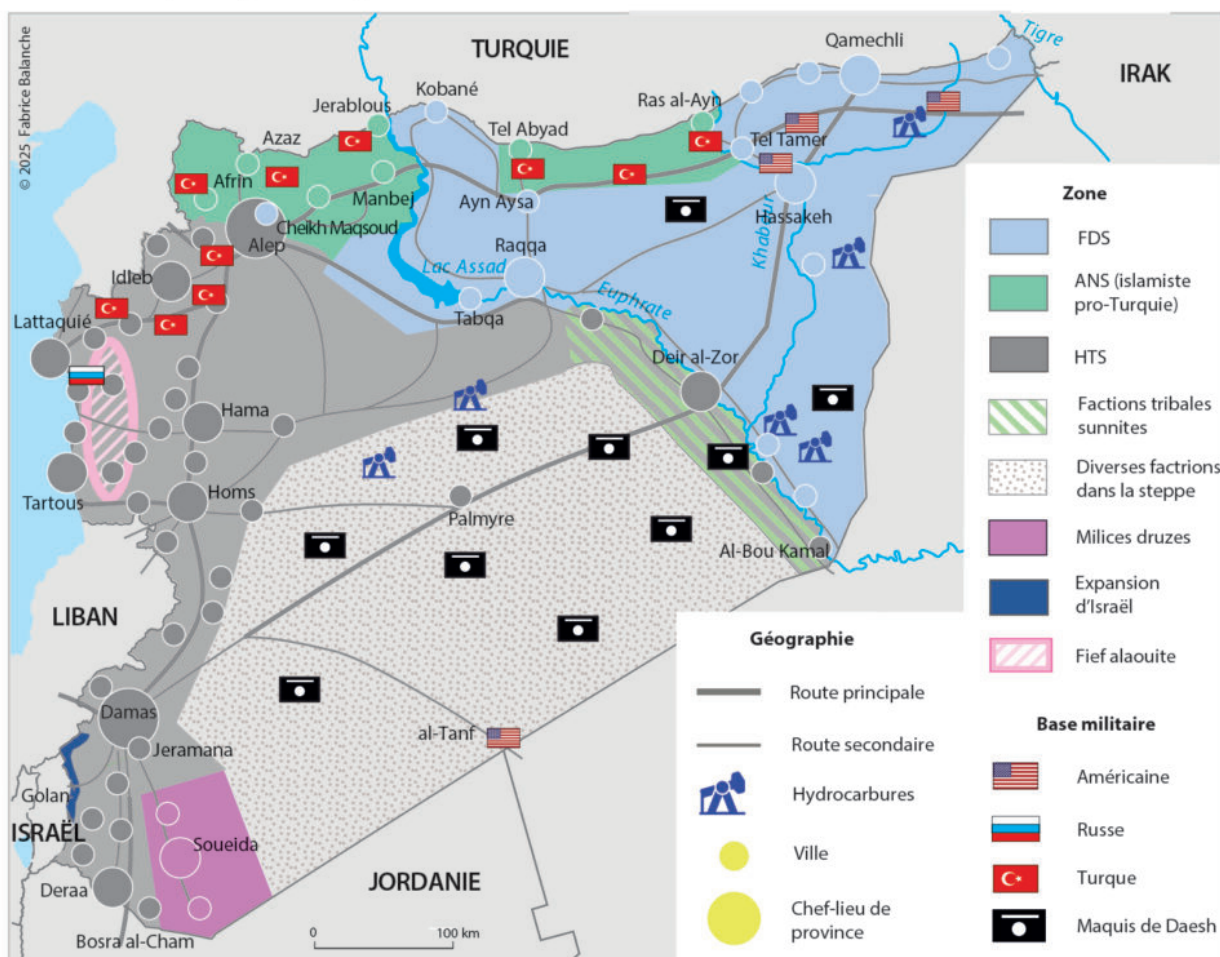 © 2025 Fabrice Balanche
TURQUIE
IRAK
Tigre
Qamechli
Kobané
Jerablous
Ras al-Ayn
Azaz
Tel Abyad
Tel Tamer
Afrin
Manbej
Ayn Aysa
Hassakeh
Cheikh Maqsoud
Alep
Khabour
Raqqa
Idleb
Lac Assad
Euphrate
Tabqa
Lattaquié
Deir al-Zor
Hama
Tartous
Homs
Palmyre
Al-Bou Kamal
LIBAN
Damas
al-Tanf
Jeramana
Golan
ISRAËL
Soueida
Deraa
JORDANIE
Bosra al-Cham
0
100 km
Géographie
Route principale
Route secondaire
Hydrocarbures
Ville
Chef-lieu de
province
Zone
FDS
ANS (islamiste
pro-Turquie)
HTS
Factions tribales
sunnites
Diverses factrions
dans la steppe
Milices druzes
Expansion
d’Israël
Fief alaouite
Base militaire
Américaine
Russe
Turque
Maquis de Daesh